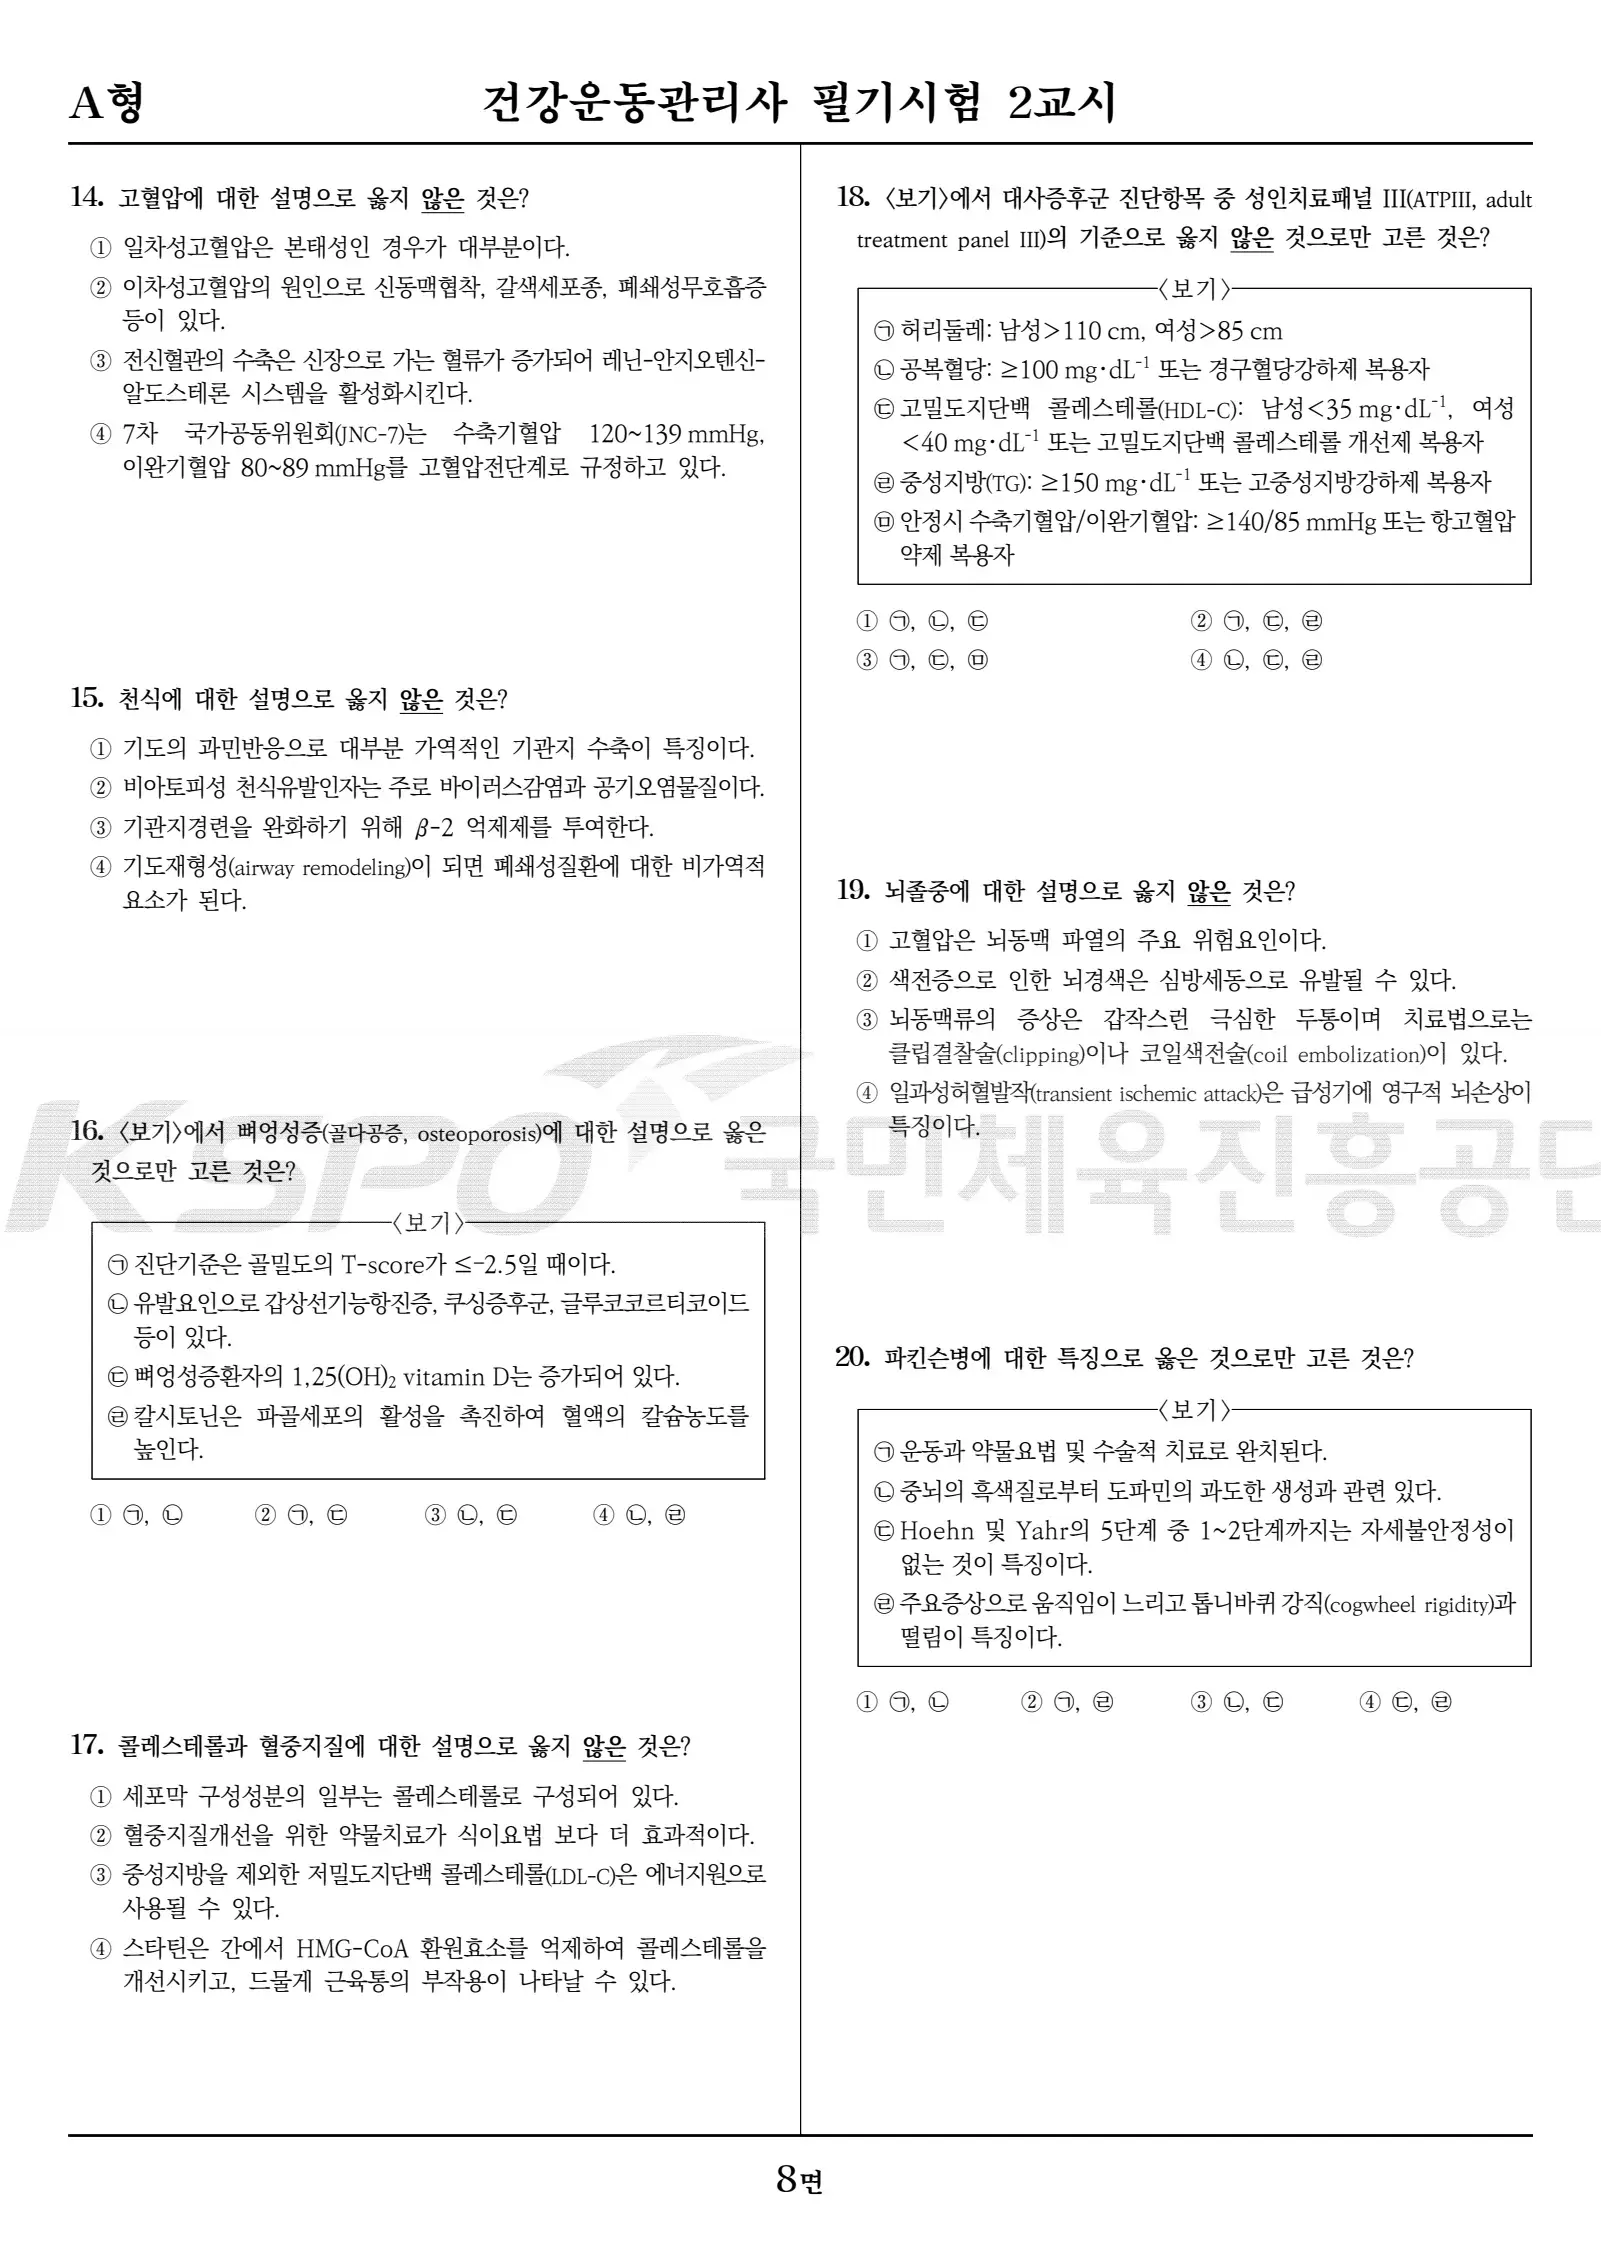 A형
건강운동관리사 필기시험 2교시
14. 고혈압에 대한 설명으로 옳지 않은 것은?
① 일차성고혈압은 본태성인 경우가 대부분이다.
② 이차성고혈압의 원인으로 신동맥협착, 갈색세포종, 폐쇄성무호흡증
등이 있다.
③ 전신혈관의 수축은 신장으로 가는 혈류가 증가되어 레닌-안지오텐신-
알도스테론 시스템을 활성화시킨다.
④ 7차 국가공동위원회(JNC-7)는 수축기혈압 120~139 mmHg,
이완기혈압 80~89 mmHg를 고혈압전단계로 규정하고 있다.
15. 천식에 대한 설명으로 옳지 않은 것은?
① 기도의 과민반응으로 대부분 가역적인 기관지 수축이 특징이다.
② 비아토피성 천식유발인자는 주로 바이러스감염과 공기오염물질이다.
③ 기관지경련을 완화하기 위해 β-2 억제제를 투여한다.
④ 기도재형성(airway remodeling)이 되면 폐쇄성질환에 대한 비가역적
요소가 된다.
16. <보기>에서 뼈엉성증(골다공증, osteoporosis)에 대한 설명으로 옳은
것으로만 고른 것은?
<보기>
㉠ 진단기준은 골밀도의 T-score가 ≤-2.5일 때이다.
㉡ 유발요인으로 갑상선기능항진증, 쿠싱증후군, 글루코코르티코이드
등이 있다.
㉢ 뼈엉성증환자의 1,25(OH)₂ vitamin D는 증가되어 있다.
㉣ 칼시토닌은 파골세포의 활성을 촉진하여 혈액의 칼슘농도를
높인다.
① ㉠, ㉡ ② ㉠, ㉢ ③ ㉡, ㉢ ④ ㉡, ㉣
17. 콜레스테롤과 혈중지질에 대한 설명으로 옳지 않은 것은?
① 세포막 구성성분의 일부는 콜레스테롤로 구성되어 있다.
② 혈중지질개선을 위한 약물치료가 식이요법 보다 더 효과적이다.
③ 중성지방을 제외한 저밀도지단백 콜레스테롤(LDL-C)은 에너지원으로
사용될 수 있다.
④ 스타틴은 간에서 HMG-CoA 환원효소를 억제하여 콜레스테롤을
개선시키고, 드물게 근육통의 부작용이 나타날 수 있다.
18. <보기>에서 대사증후군 진단항목 중 성인치료패널 III(ATPIII, adult
treatment panel III)의 기준으로 옳지 않은 것으로만 고른 것은?
<보기>
㉠ 허리둘레: 남성>110 cm, 여성>85 cm
㉡ 공복혈당: ≥100 mg·dL⁻¹ 또는 경구혈당강하제 복용자
㉢ 고밀도지단백 콜레스테롤(HDL-C): 남성<35 mg·dL⁻¹, 여성
<40 mg·dL⁻¹ 또는 고밀도지단백 콜레스테롤 개선제 복용자
㉣ 중성지방(TG): ≥150 mg·dL⁻¹ 또는 고중성지방강하제 복용자
㉤ 안정시 수축기혈압/이완기혈압: ≥140/85 mmHg 또는 항고혈압
약제 복용자
① ㉠, ㉡, ㉢ ② ㉠, ㉢, ㉣
③ ㉠, ㉢, ㉤ ④ ㉡, ㉢, ㉣
19. 뇌졸중에 대한 설명으로 옳지 않은 것은?
① 고혈압은 뇌동맥 파열의 주요 위험요인이다.
② 색전증으로 인한 뇌경색은 심방세동으로 유발될 수 있다.
③ 뇌동맥류의 증상은 갑작스런 극심한 두통이며 치료법으로는
클립결찰술(clipping)이나 코일색전술(coil embolization)이 있다.
④ 일과성허혈발작(transient ischemic attack)은 급성기에 영구적 뇌손상이
특징이다.
20. 파킨슨병에 대한 특징으로 옳은 것으로만 고른 것은?
<보기>
㉠ 운동과 약물요법 및 수술적 치료로 완치된다.
㉡ 중뇌의 흑색질로부터 도파민의 과도한 생성과 관련 있다.
㉢ Hoehn 및 Yahr의 5단계 중 1~2단계까지는 자세불안정성이
없는 것이 특징이다.
㉣ 주요증상으로 움직임이 느리고 톱니바퀴 강직(cogwheel rigidity)과
떨림이 특징이다.
① ㉠, ㉡ ② ㉠, ㉣ ③ ㉡, ㉢ ④ ㉢, ㉣
KSPO 국민체육진흥공단
8면